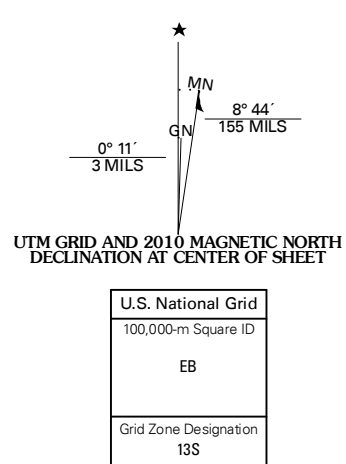 ★
MN
8° 44´
155 MILS
GN
0° 11´
3 MILS
UTM GRID AND 2010 MAGNETIC NORTH
DECLINATION AT CENTER OF SHEET
U.S. National Grid
100,000-m Square ID
EB
Grid Zone Designation
13S